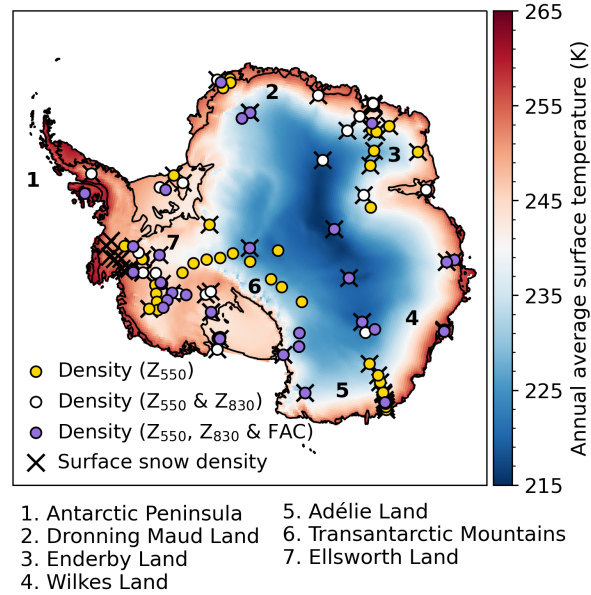 265
255
245
235
225
215
Annual average surface temperature (K)
1
2
3
4
5
6
7
Density (Z₅₅₀)
Density (Z₅₅₀ & Z₈₃₀)
Density (Z₅₅₀, Z₈₃₀ & FAC)
Surface snow density
1. Antarctic Peninsula
2. Dronning Maud Land
3. Enderby Land
4. Wilkes Land
5. Adélie Land
6. Transantarctic Mountains
7. Ellsworth Land